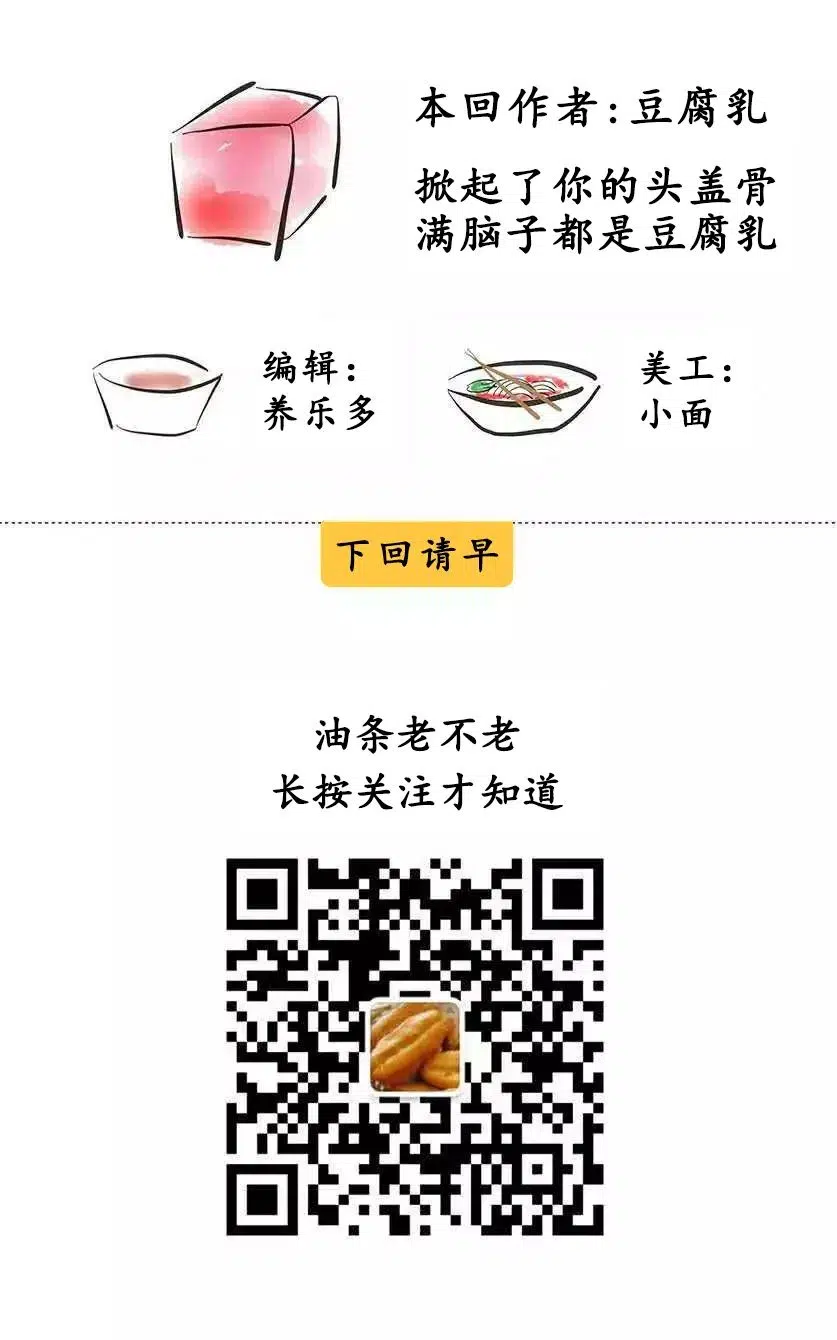 本回作者:豆腐乳
掀起了你的头盖骨
满脑子都是豆腐乳
编辑:
养乐多
美工:
小面
下回请早
油条老不老
长按关注才知道